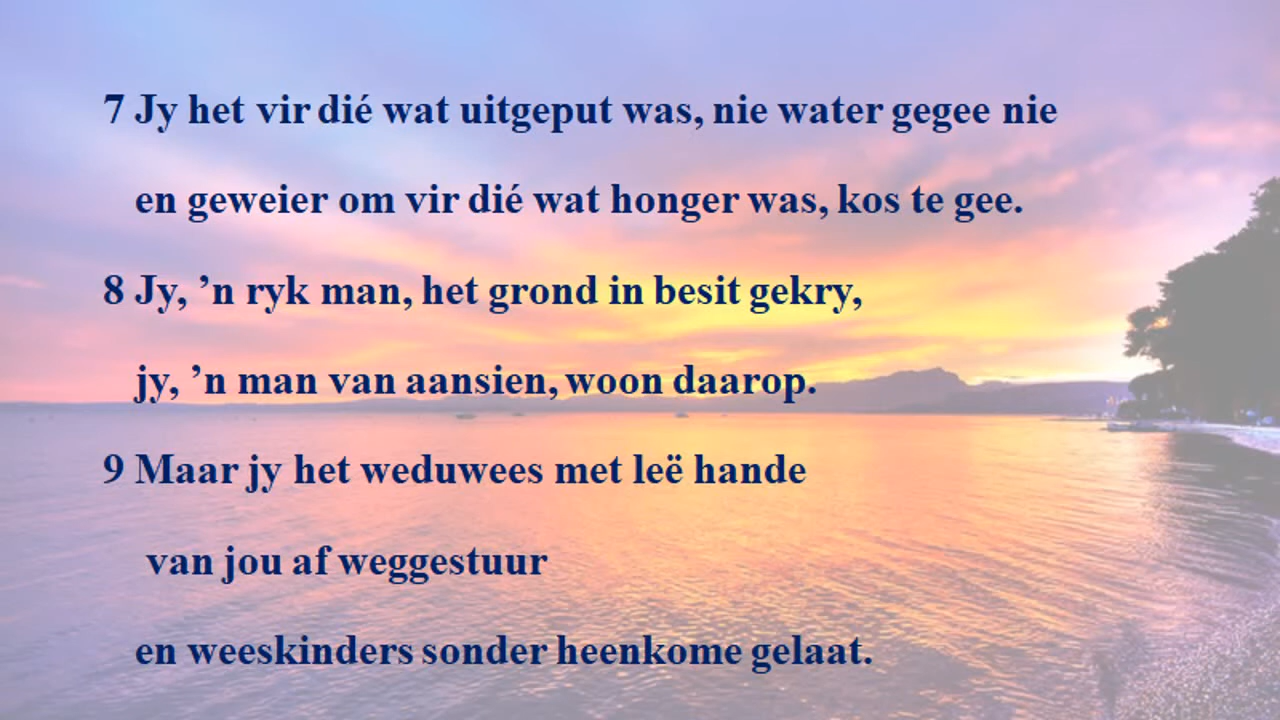 7 Jy het vir dié wat uitgeput was, nie water gegee nie
en geweier om vir dié wat honger was, kos te gee.
8 Jy, ’n ryk man, het grond in besit gekry,
jy, ’n man van aansien, woon daarop.
9 Maar jy het weduwees met leë hande
van jou af weggestuur
en weeskinders sonder heenkome gelaat.